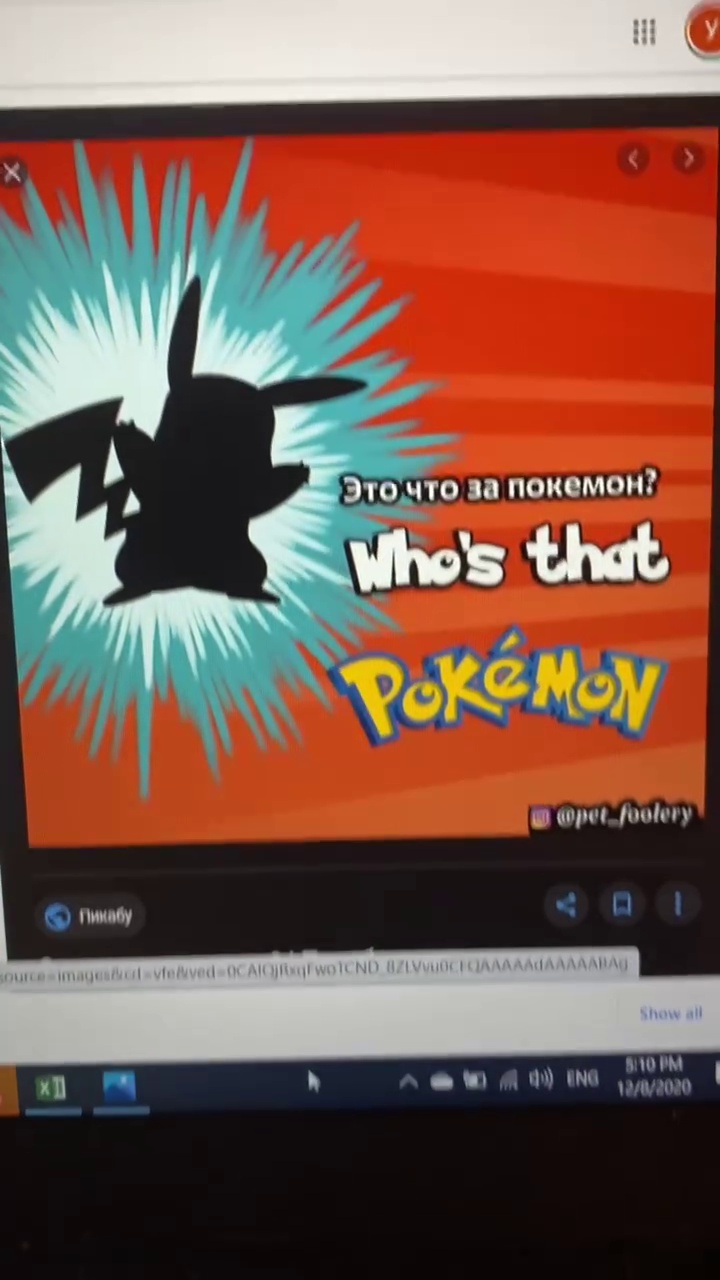 У
Это что за покемон?
Who's that
POKÉMON
@pet_foolery
Пикабу
Show all
ENG
5:10 PM
12/8/2020